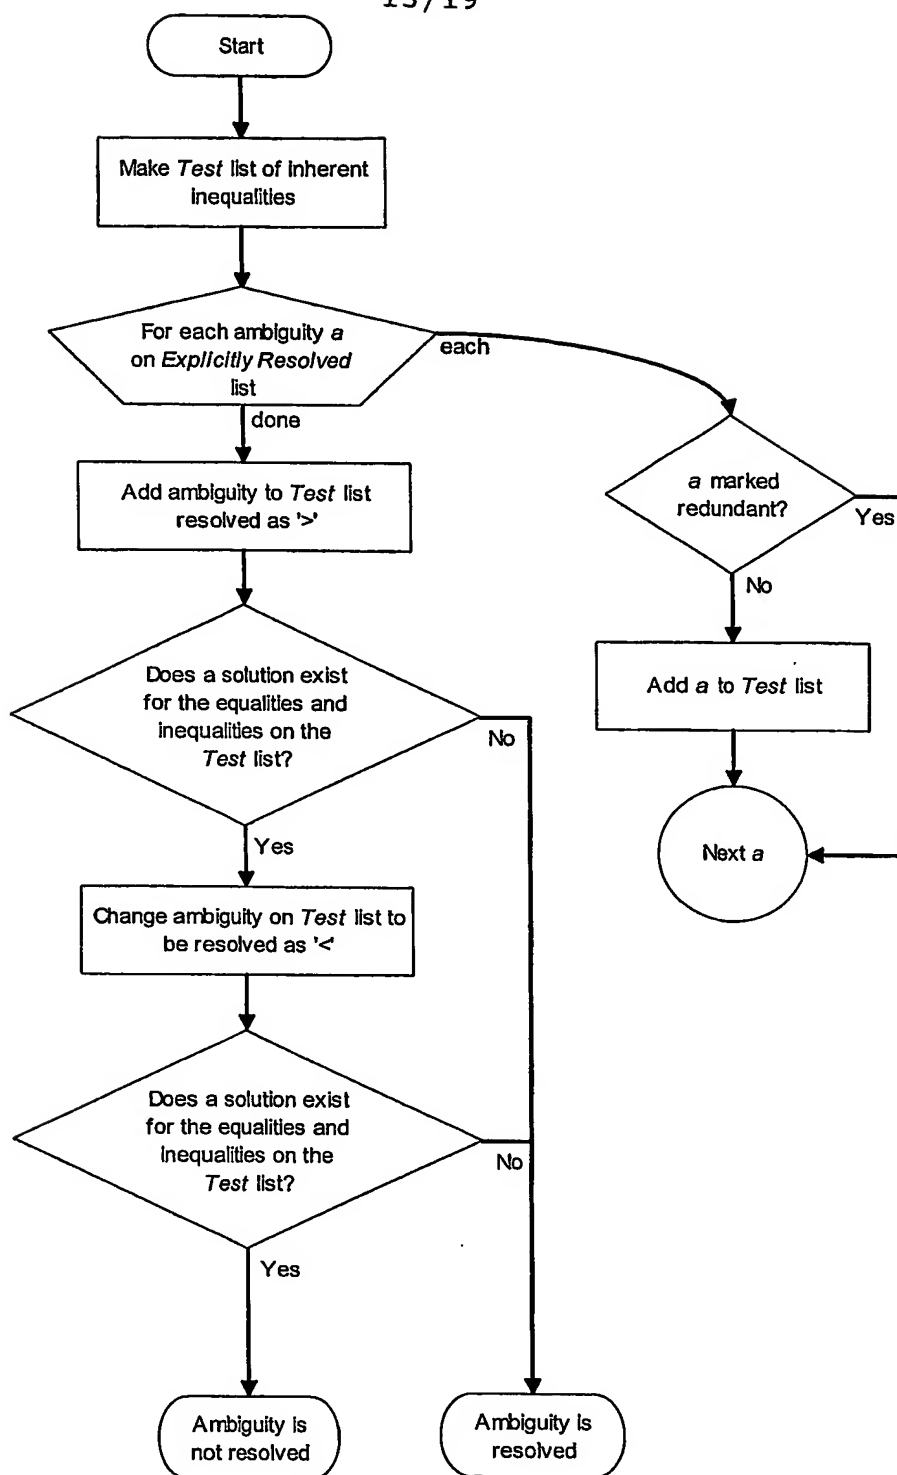 13/19
Start
Make Test list of inherent
inequalities
For each ambiguity a
on Explicitly Resolved
list
each
done
Add ambiguity to Test list
resolved as '>'
a marked
redundant?
Yes
No
Does a solution exist
for the equalities and
inequalities on the
Test list?
No
Add a to Test list
Yes
Next a
Change ambiguity on Test list to
be resolved as '<'
Does a solution exist
for the equalities and
inequalities on the
Test list?
No
Yes
Ambiguity is
not resolved
Ambiguity is
resolved